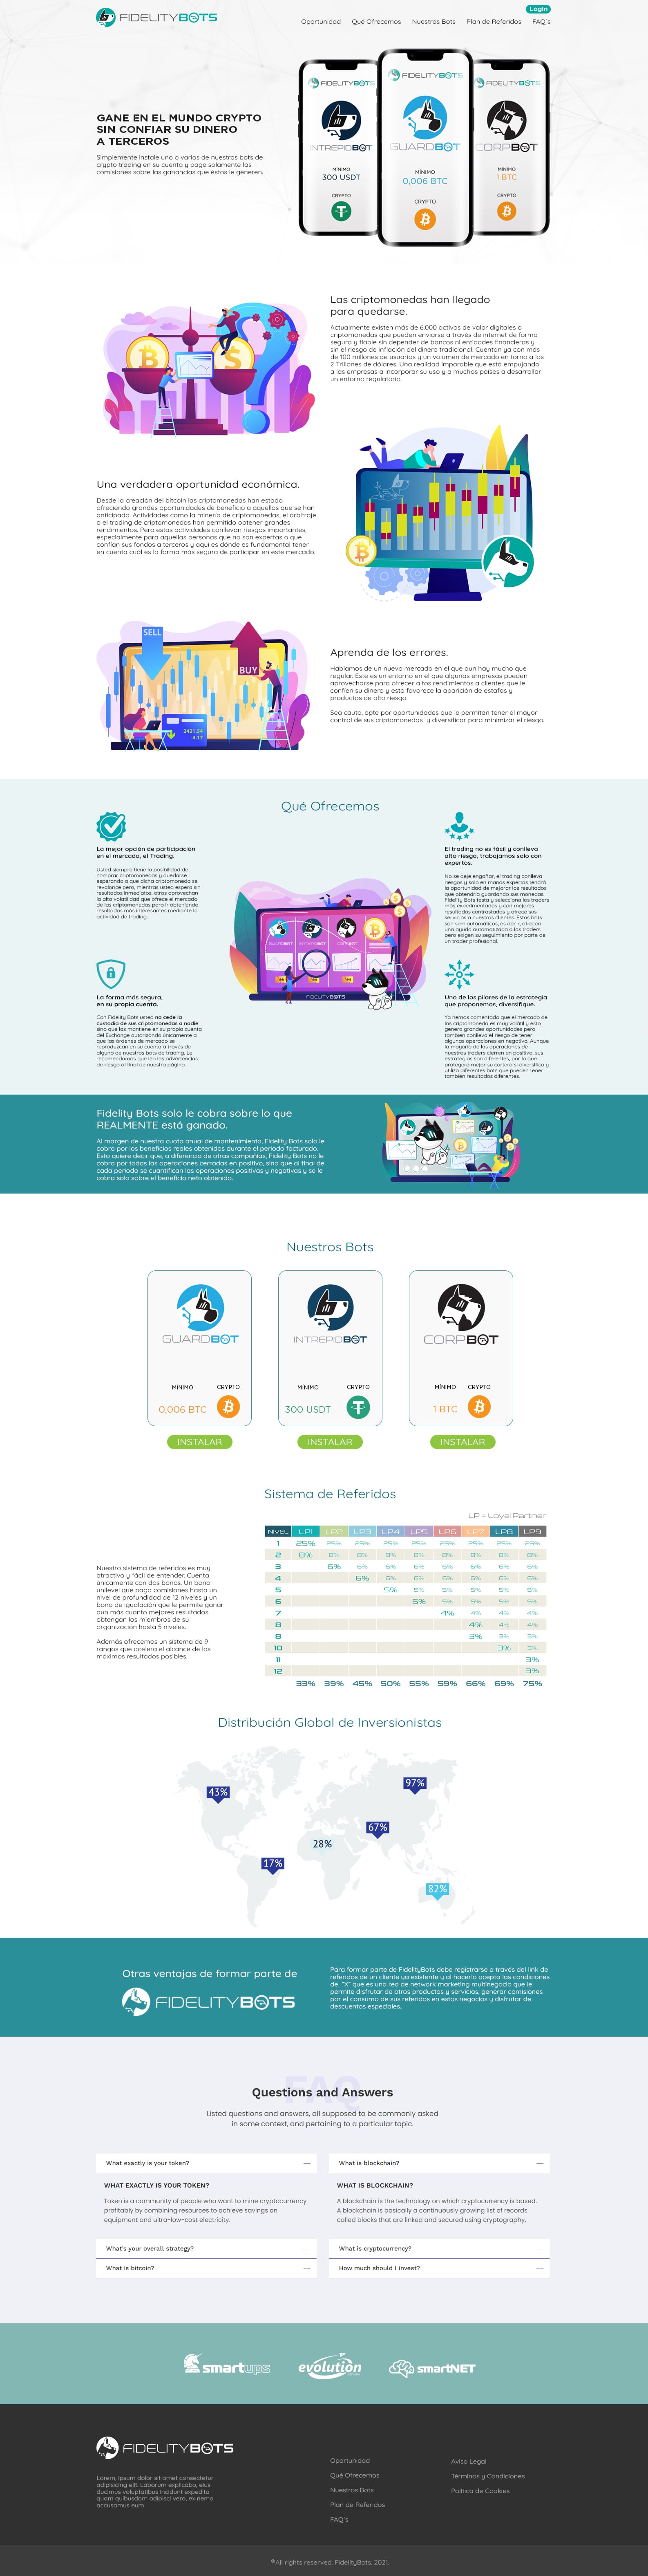 FIDELITYBOTS
Login
Oportunidad Qué Ofrecemos Nuestros Bots Plan de Referidos FAQ´s
GANE EN EL MUNDO CRYPTO
SIN CONFIAR SU DINERO
A TERCEROS
Simplemente instale uno o varios de nuestros bots de
crypto trading en su cuenta y pague solamente las
comisiones sobre las ganancias que éstos le generen.
FIDELITYBOTS
INTREPIDBOT
MÍNIMO
300 USDT
CRYPTO
FIDELITYBOTS
GUARDBOT
MÍNIMO
0,006 BTC
CRYPTO
FIDELITYBOTS
CORPBOT
MÍNIMO
1 BTC
CRYPTO
Las criptomonedas han llegado
para quedarse.
Actualmente existen más de 6.000 activos de valor digitales o
criptomonedas que pueden enviarse a través de internet de forma
segura y fiable sin depender de bancos ni entidades financieras y
sin el riesgo de inflación del dinero tradicional. Cuentan ya con más
de 100 millones de usuarios y un volumen de mercado en torno a los
2 Trillones de dólares. Una realidad imparable que está empujando
a las empresas a incorporar su uso y a muchos países a desarrollar
un entorno regulatorio.
Una verdadera oportunidad económica.
Desde la creación del bitcoin las criptomonedas han estado
ofreciendo grandes oportunidades de beneficio a aquellos que se han
anticipado. Actividades como la minería de criptomonedas, el arbitraje
o el trading de criptomonedas han permitido obtener grandes
rendimientos. Pero estas actividades conllevan riesgos importantes,
especialmente para aquellas personas que no son expertas o que
confían sus fondos a terceros y aquí es dónde es fundamental tener
en cuenta cuál es la forma más segura de participar en este mercado.
SELL
BUY
2421,54
-4.17
Aprenda de los errores.
Hablamos de un nuevo mercado en el que aun hay mucho que
regular. Este es un entorno en el que algunas empresas pueden
aprovecharse para ofrecer altos rendimientos a clientes que le
confíen su dinero y esto favorece la aparición de estafas y
productos de alto riesgo.
Sea cauto, opte por oportunidades que le permitan tener el mayor
control de sus criptomonedas y diversificar para minimizar el riesgo.
Qué Ofrecemos
La mejor opción de participación
en el mercado, el Trading.
Usted siempre tiene la posibilidad de
comprar criptomonedas y quedarse
esperando a que dicha criptomoneda se
revalorice pero, mientras usted espera sin
resultados inmediatos, otros aprovechan
la alta volatilidad que ofrece el mercado
de las criptomonedas para ir obteniendo
resultados más interesantes mediante la
actividad de trading.
El trading no es fácil y conlleva
alto riesgo, trabajamos solo con
expertos.
No se deje engañar, el trading conlleva
riesgos y solo en manos expertas tendrá
la oportunidad de mejorar los resultados
que obtendría guardando sus monedas.
Fidelity Bots testa y selecciona los traders
más experimentados y con mejores
resultados contrastados y ofrece sus
servicios a nuestros clientes. Estos bots
son semiautomáticos, es decir, ofrecen
una ayuda automatizada a los traders
pero exigen su seguimiento por parte de
un trader profesional.
GUARDBOT INTREPIDBOT CORPBOT
FIDELITYBOTS
La forma más segura,
en su propia cuenta.
Con Fidelity Bots usted no cede la
custodia de sus criptomonedas a nadie
sino que las mantiene en su propia cuenta
del Exchange autorizando únicamente a
que las órdenes de mercado se
reproduzcan en su cuenta a través de
alguno de nuestros bots de trading. Le
recomendamos que lea las advertencias
de riesgo al final de nuestra página.
Uno de los pilares de la estrategia
que proponemos, diversifique.
Ya hemos comentado que el mercado de
las criptomoneda es muy volátil y esto
genera grandes oportunidades pero
también conlleva el riesgo de tener
algunas operaciones en negativo. Aunque
la mayoría de las operaciones de
nuestros traders cierren en positivo, sus
estrategias son diferentes, por lo que
protegerá mejor su cartera si diversifica y
utiliza diferentes bots que pueden tener
también resultados diferentes.
Fidelity Bots solo le cobra sobre lo que
REALMENTE está ganado.
Al margen de nuestra cuota anual de mantenimiento, Fidelity Bots solo le
cobra por los beneficios reales obtenidos durante el período facturado.
Esto quiere decir que, a diferencia de otras compañías, Fidelity Bots no le
cobra por todas las operaciones cerradas en positivo, sino que al final de
cada período se cuantifican las operaciones positivas y negativas y se le
cobra solo sobre el beneficio neto obtenido.
Nuestros Bots
GUARDBOT
MÍNIMO CRYPTO
0,006 BTC
INSTALAR
INTREPIDBOT
MÍNIMO CRYPTO
300 USDT
INSTALAR
CORPBOT
MÍNIMO CRYPTO
1 BTC
INSTALAR
Sistema de Referidos
LP = Loyal Partner
Nuestro sistema de referidos es muy
atractivo y facíl de entender. Cuenta
únicamente con dos bonus. Un bono
unilevel que paga comisiones hasta un
nivel de profundidad de 12 niveles y un
bono de igualación que le permite ganar
aun más cuanto mejores resultados
obtengan los miembros de su
organización hasta 5 niveles.
Además ofrecemos un sistema de 9
rangos que acelera el alcance de los
máximos resultados posibles.
NIVEL LP1 LP2 LP3 LP4 LP5 LP6 LP7 LP8 LP9
1 25% 25% 25% 25% 25% 25% 25% 25% 25%
2 8% 8% 8% 8% 8% 8% 8% 8% 8%
3 6% 6% 6% 6% 6% 6% 6% 6%
4 6% 6% 6% 6% 6% 6% 6%
5 5% 5% 5% 5% 5% 5%
6 5% 5% 5% 5% 5%
7 4% 4% 4% 4%
8 4% 4% 4%
8 3% 3% 3%
10 3% 3%
11 3%
12 3%
33% 39% 45% 50% 55% 59% 66% 69% 75%
Distribución Global de Inversionistas
43%
97%
67%
28%
17%
82%
Otras ventajas de formar parte de
FIDELITYBOTS
Para formar parte de FidelityBots debe registrarse a través del link de
referidos de un cliente ya existente y al hacerlo acepta las condiciones
de "X" que es una red de network marketing multinegocio que le
permite disfrutar de otros productos y servicios, generar comisiones
por el consumo de sus referidos en estos negocios y disfrutar de
descuentos especiales.
FAQ
Questions and Answers
Listed questions and answers, all supposed to be commonly asked
in some context, and pertaining to a particular topic.
What exactly is your token?
WHAT EXACTLY IS YOUR TOKEN?
Token is a community of people who want to mine cryptocurrency
profitably by combining resources to achieve savings on
equipment and ultra-low-cost electricity.
What's your overall strategy?
What is bitcoin?
What is blockchain?
WHAT IS BLOCKCHAIN?
A blockchain is the technology on which cryptocurrency is based.
A blockchain is basically a continuously growing list of records
called blocks that are linked and secured using cryptography.
What is cryptocurrency?
How much should I invest?
smartups
evolution
smartNET
FIDELITYBOTS
Lorem, ipsum dolor sit amet consectetur
adipisicing elit. Laborum explicabo, eius
ducimus voluptatibus incidunt expedita
quam quibusdam adipisci vero, ex nemo
accusamus eum
Oportunidad
Qué Ofrecemos
Nuestros Bots
Plan de Referidos
FAQ´s
Aviso Legal
Términos y Condiciones
Política de Cookies
®All rights reserved. FidelityBots. 2021.